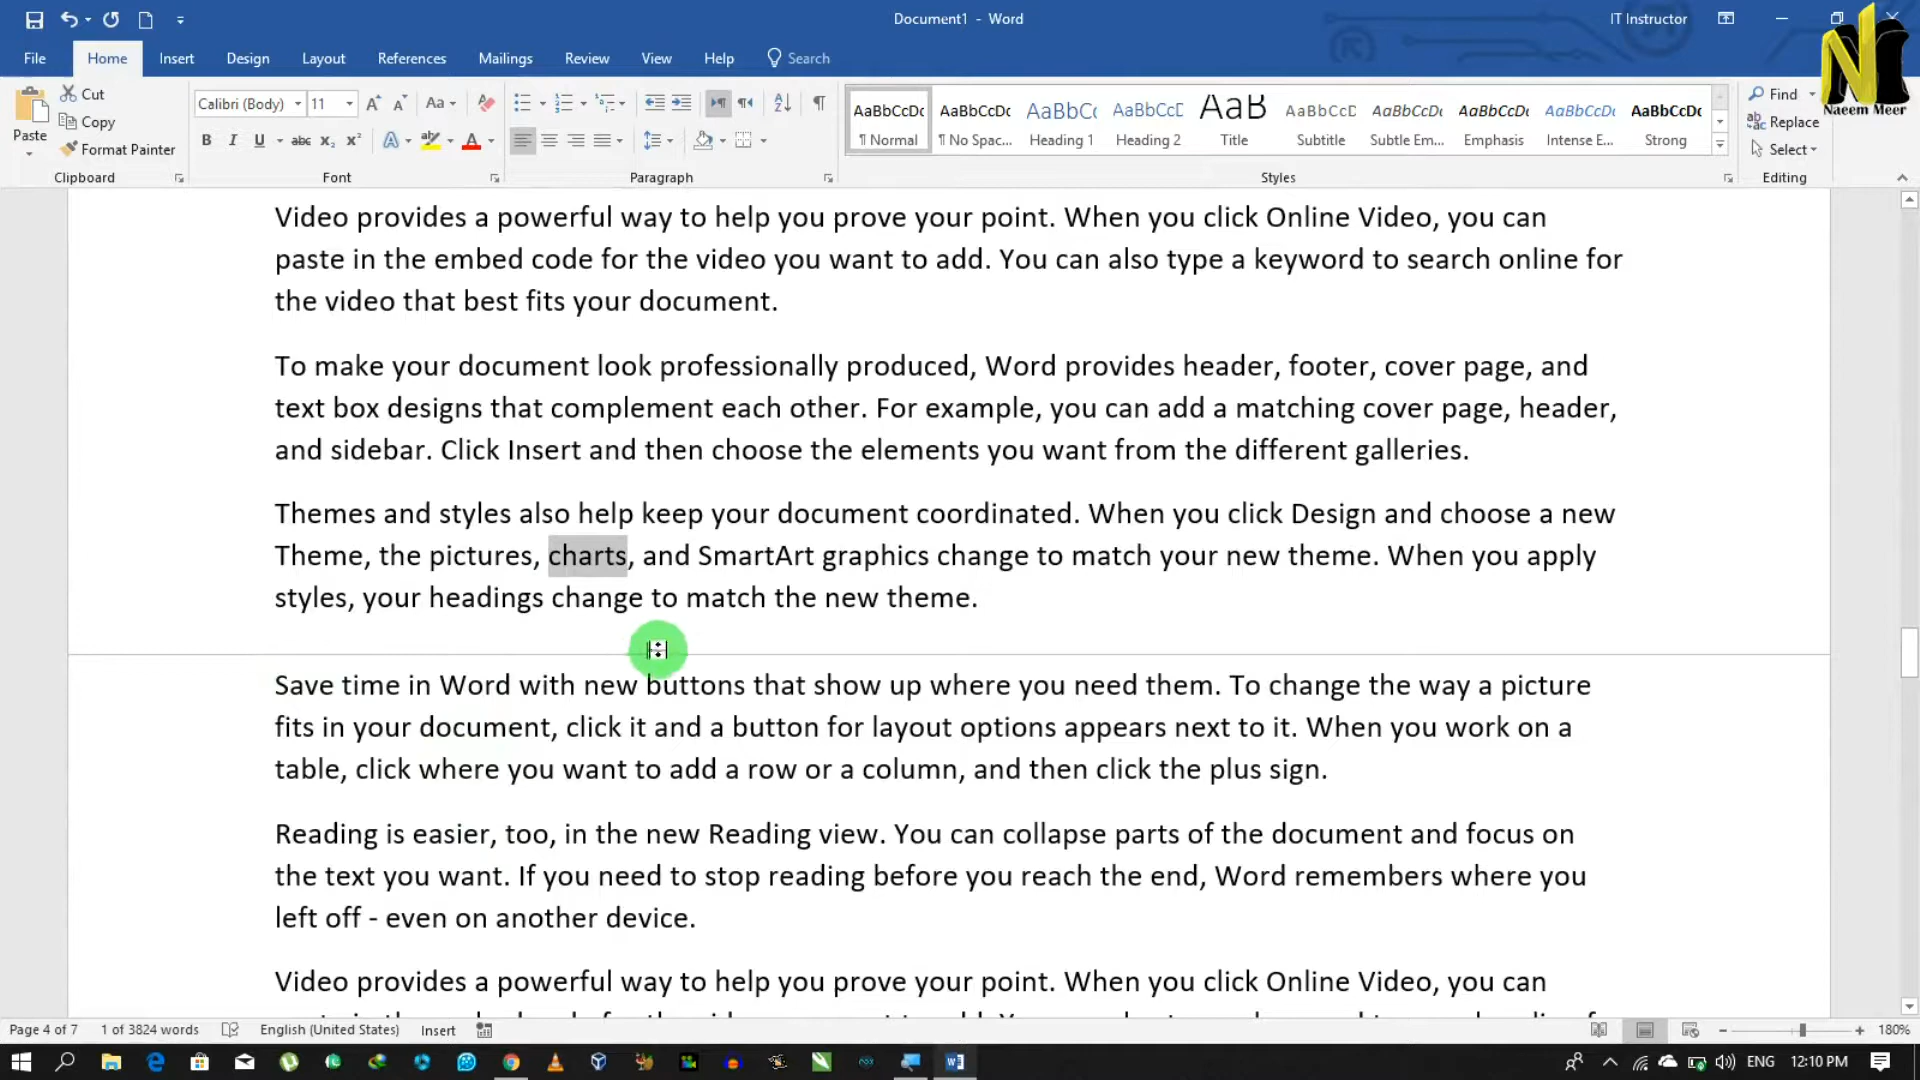 Document1 - Word
IT Instructor
File Home Insert Design Layout References Mailings Review View Help Search
Naeem Meer
Paste
Cut
Copy
Format Painter
Clipboard
Calibri (Body) 11
Aa
B I U abc X₂ X²
A
Font
Paragraph
AaBbCcDc AaBbCcDc AaBbCc AaBbCcD AaB AaBbCcD AaBbCcDc AaBbCcDc AaBbCcDc AaBbCcDc
¶ Normal ¶ No Spac... Heading 1 Heading 2 Title Subtitle Subtle Em... Emphasis Intense E... Strong
Styles
Find
Replace
Select
Editing
Video provides a powerful way to help you prove your point. When you click Online Video, you can
paste in the embed code for the video you want to add. You can also type a keyword to search online for
the video that best fits your document.
To make your document look professionally produced, Word provides header, footer, cover page, and
text box designs that complement each other. For example, you can add a matching cover page, header,
and sidebar. Click Insert and then choose the elements you want from the different galleries.
Themes and styles also help keep your document coordinated. When you click Design and choose a new
Theme, the pictures, charts, and SmartArt graphics change to match your new theme. When you apply
styles, your headings change to match the new theme.
Save time in Word with new buttons that show up where you need them. To change the way a picture
fits in your document, click it and a button for layout options appears next to it. When you work on a
table, click where you want to add a row or a column, and then click the plus sign.
Reading is easier, too, in the new Reading view. You can collapse parts of the document and focus on
the text you want. If you need to stop reading before you reach the end, Word remembers where you
left off - even on another device.
Video provides a powerful way to help you prove your point. When you click Online Video, you can
Page 4 of 7 1 of 3824 words English (United States) Insert 180%
ENG 12:10 PM